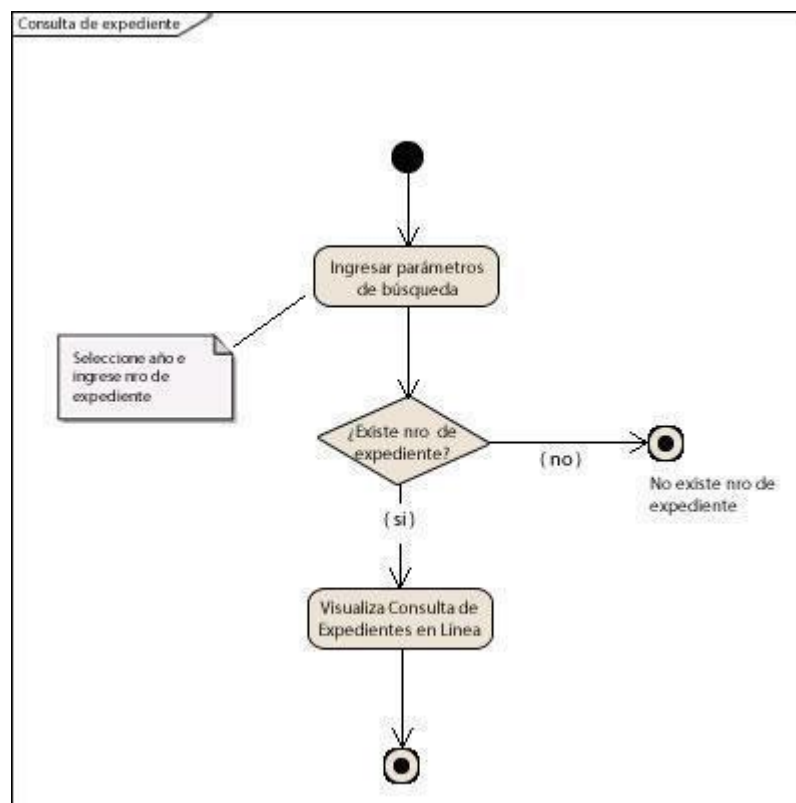 Consulta de expediente
Ingresar parámetros
de búsqueda
Seleccione año e
ingrese nro de
expediente
¿Existe nro de
expediente?
( no )
No existe nro de
expediente
( si )
Visualiza Consulta de
Expedientes en Línea